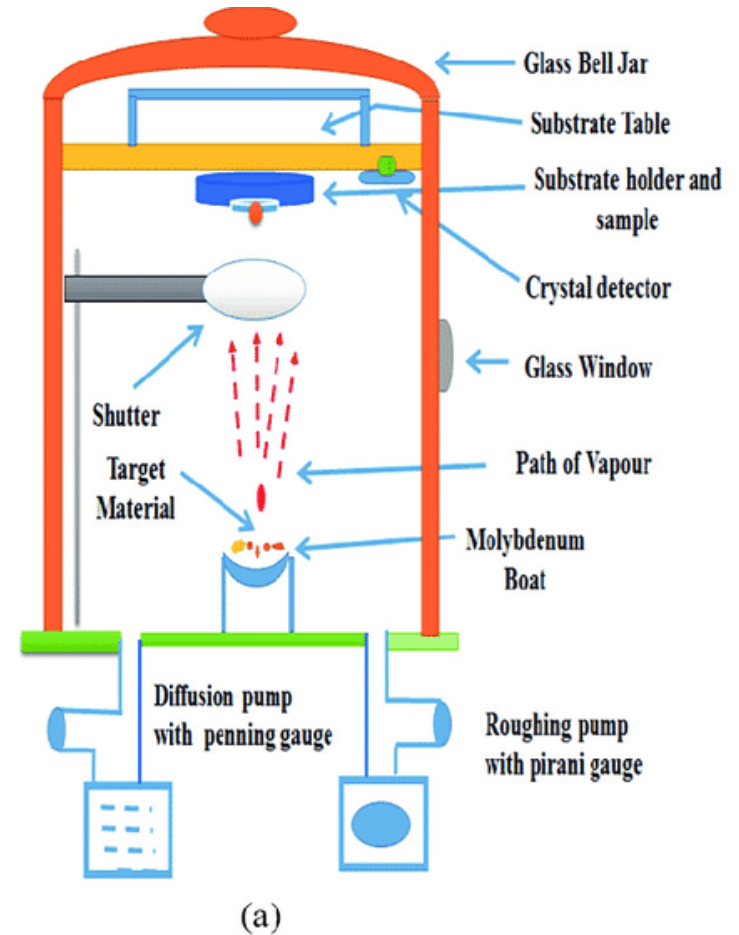 Glass Bell Jar
Substrate Table
Substrate holder and
sample
Crystal detector
Glass Window
Shutter
Target
Material
Path of Vapour
Molybdenum
Boat
Diffusion pump
with penning gauge
Roughing pump
with pirani gauge
(a)